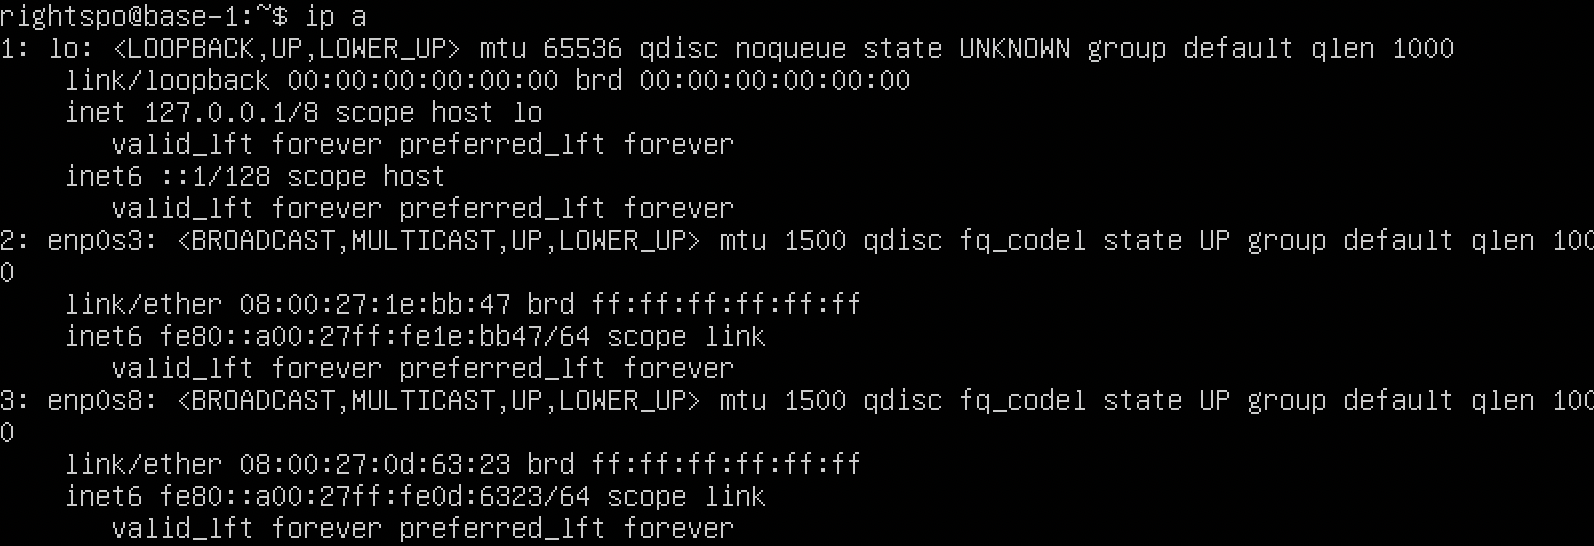 rightspo@base-1:~$ ip a
1: lo: <LOOPBACK,UP,LOWER_UP> mtu 65536 qdisc noqueue state UNKNOWN group default qlen 1000
    link/loopback 00:00:00:00:00:00 brd 00:00:00:00:00:00
    inet 127.0.0.1/8 scope host lo
       valid_lft forever preferred_lft forever
    inet6 ::1/128 scope host
       valid_lft forever preferred_lft forever
2: enp0s3: <BROADCAST,MULTICAST,UP,LOWER_UP> mtu 1500 qdisc fq_codel state UP group default qlen 100
0
    link/ether 08:00:27:1e:bb:47 brd ff:ff:ff:ff:ff:ff
    inet6 fe80::a00:27ff:fe1e:bb47/64 scope link
       valid_lft forever preferred_lft forever
3: enp0s8: <BROADCAST,MULTICAST,UP,LOWER_UP> mtu 1500 qdisc fq_codel state UP group default qlen 100
0
    link/ether 08:00:27:0d:63:23 brd ff:ff:ff:ff:ff:ff
    inet6 fe80::a00:27ff:fe0d:6323/64 scope link
       valid_lft forever preferred_lft forever